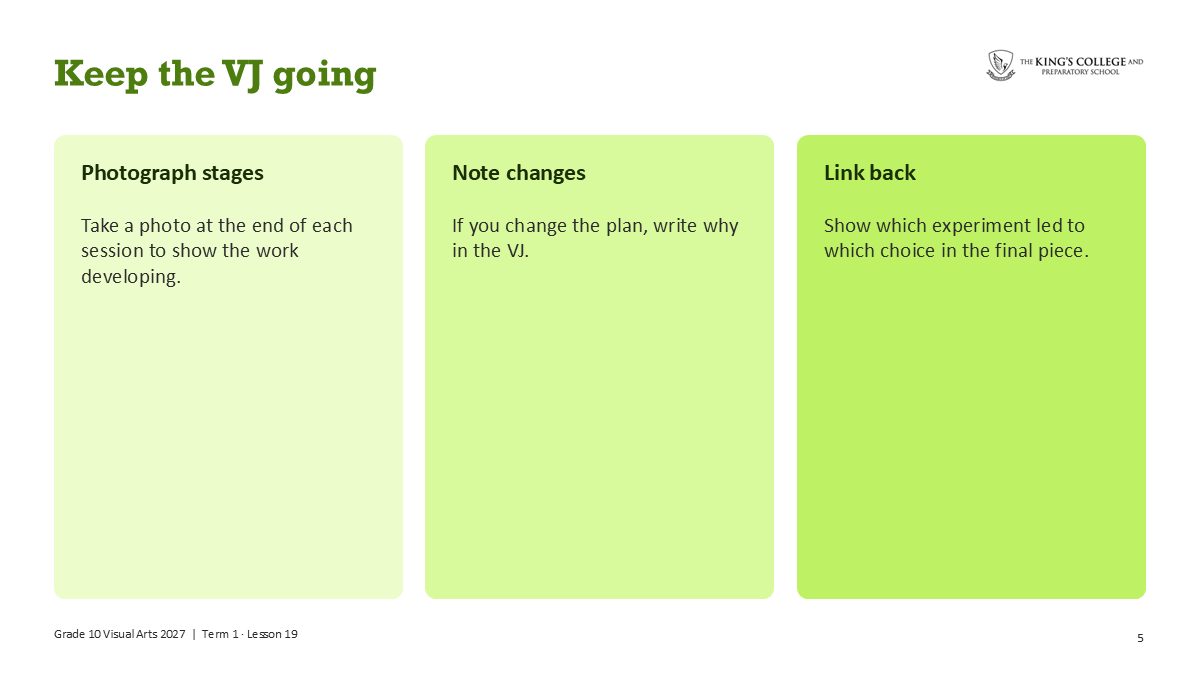 Keep the VJ going
THE KING'S COLLEGE AND
PREPARATORY SCHOOL
Photograph stages
Take a photo at the end of each
session to show the work
developing.
Note changes
If you change the plan, write why
in the VJ.
Link back
Show which experiment led to
which choice in the final piece.
Grade 10 Visual Arts 2027 | Term 1 · Lesson 19
5